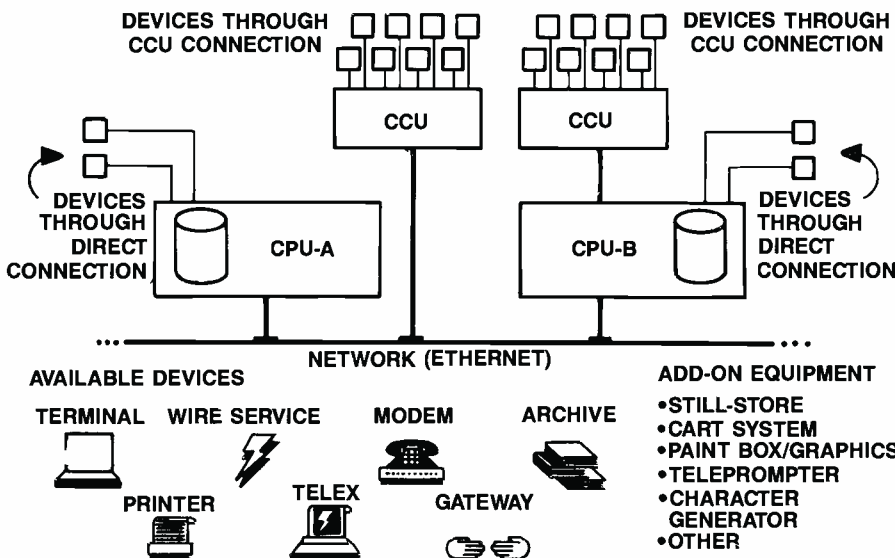 DEVICES THROUGH
CCU CONNECTION
DEVICES THROUGH
CCU CONNECTION
CCU
CCU
DEVICES
THROUGH
DIRECT
CONNECTION
CPU-A
CPU-B
DEVICES
THROUGH
DIRECT
CONNECTION
NETWORK (ETHERNET)
AVAILABLE DEVICES
TERMINAL
WIRE SERVICE
MODEM
ARCHIVE
PRINTER
TELEX
GATEWAY
ADD-ON EQUIPMENT
•STILL-STORE
•CART SYSTEM
•PAINT BOX/GRAPHICS
•TELEPROMPTER
•CHARACTER
GENERATOR
•OTHER